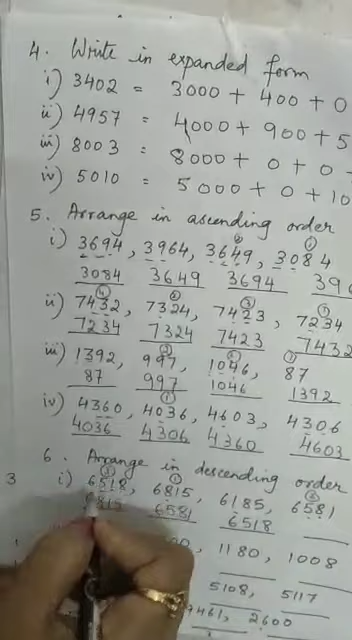 4. Write in expanded form
i) 3402 = 3000 + 400 + 0
ii) 4957 = 4000 + 900 + 5
iii) 8003 = 8000 + 0 + 0
iv) 5010 = 5000 + 0 + 10
5. Arrange in ascending order
i) 3694, 3964, 3649, 3084
3084 3649 3694 396
ii) 7432, 7324, 7423, 7234
7234 7324 7423 7432
iii) 1392, 997, 1046, 87
87 997 1046 1392
iv) 4360, 4036, 4603, 4306
4036 4306 4360 4603
6. Arrange in descending order
3 i) 6518, 6815, 6185, 6581
6815 6581 6518
1180, 1008
5108, 5117
7461, 2600